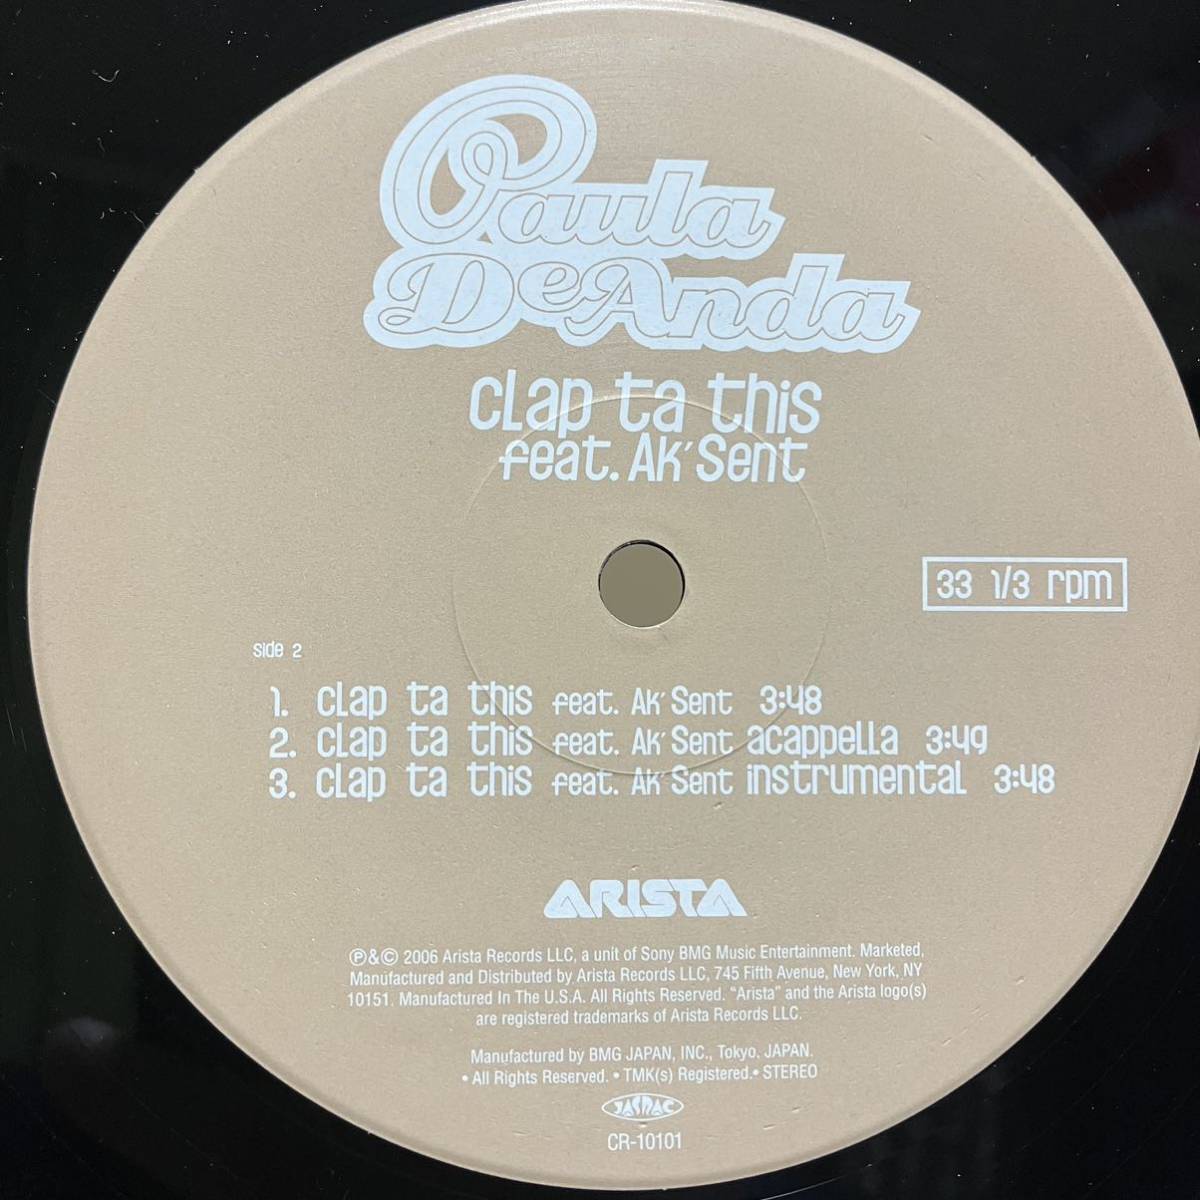 Paula
DeAnda
clap ta this
feat. Ak'Sent
33 1/3 rpm
side 2
1. clap ta this feat. Ak'Sent 3:48
2. clap ta this feat. Ak'Sent acappella 3:49
3. clap ta this feat. Ak'Sent instrumental 3:48
ARISTA
℗&© 2006 Arista Records LLC, a unit of Sony BMG Music Entertainment. Marketed,
Manufactured and Distributed by Arista Records LLC, 745 Fifth Avenue, New York, NY
10151. Manufactured In The U.S.A. All Rights Reserved. “Arista” and the Arista logo(s)
are registered trademarks of Arista Records LLC.
Manufactured by BMG JAPAN, INC., Tokyo. JAPAN.
• All Rights Reserved. • TMK(s) Registered.• STEREO
JASRAC
CR-10101